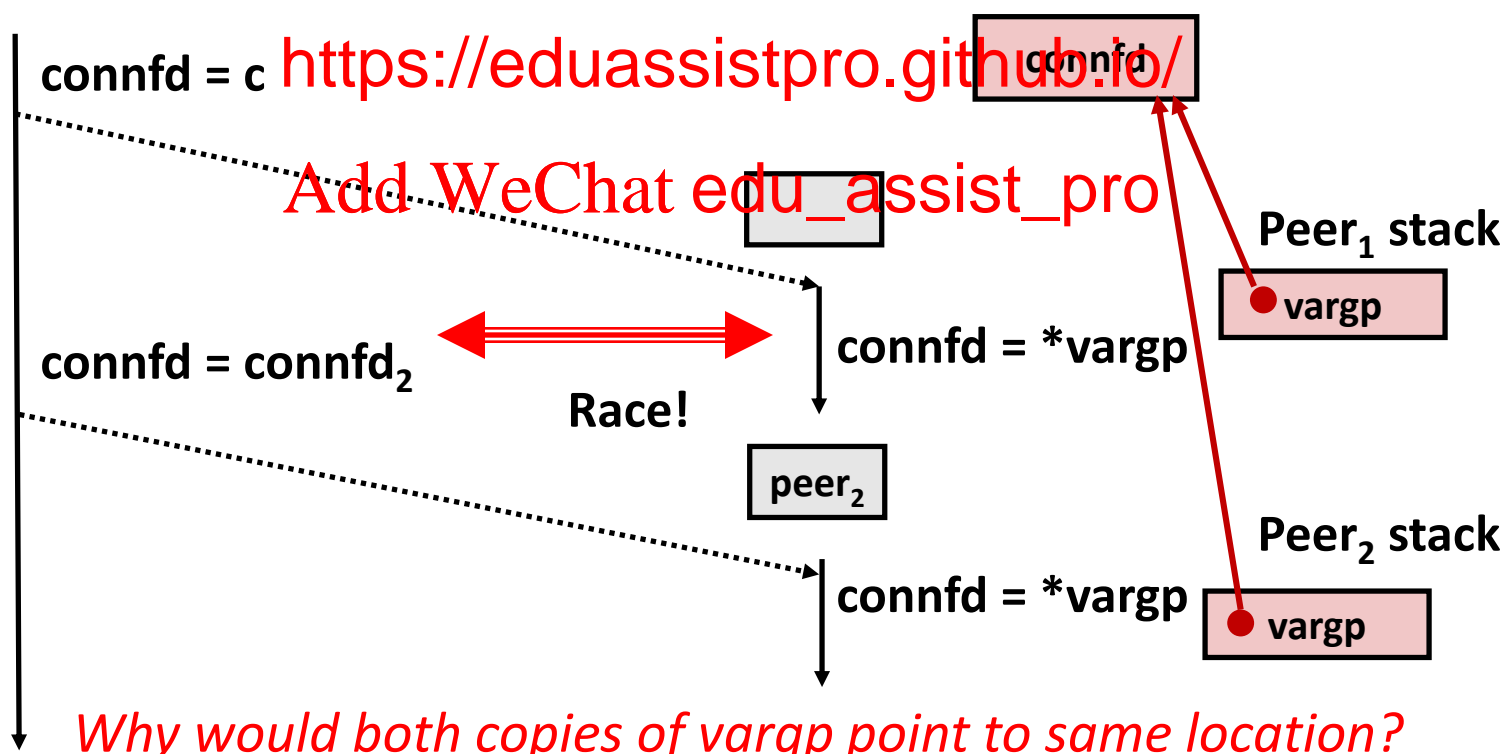 connfd = c https://eduassistpro.github.io/
connfd
Add WeChat edu_assist_pro
Peer₁ stack
vargp
connfd = *vargp
connfd = connfd₂
Race!
peer₂
Peer₂ stack
connfd = *vargp
vargp
Why would both copies of vargp point to same location?